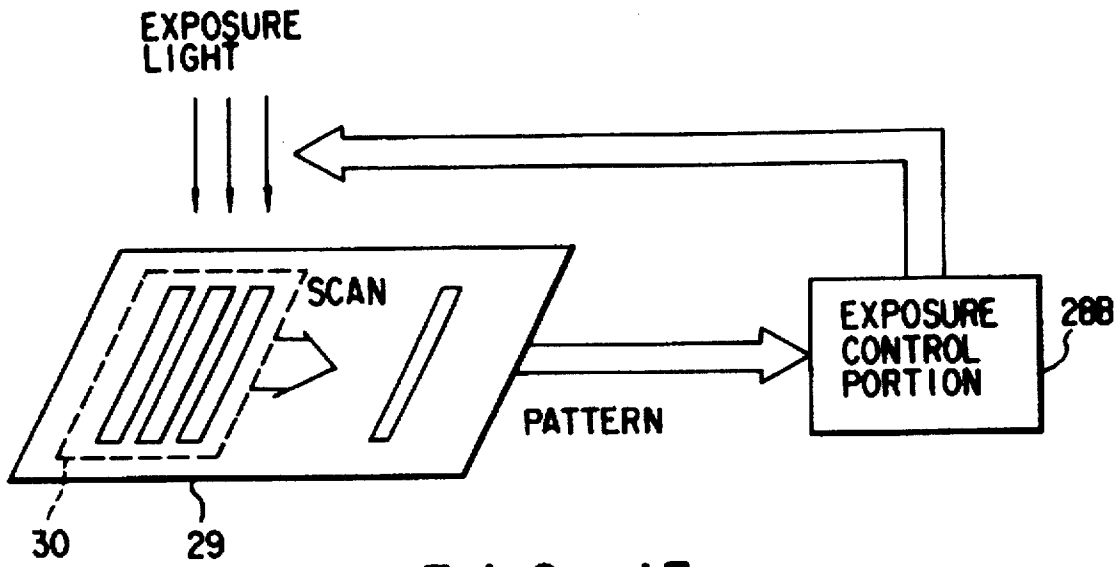 EXPOSURE
LIGHT
SCAN
EXPOSURE
CONTROL
PORTION
28B
PATTERN
30
29